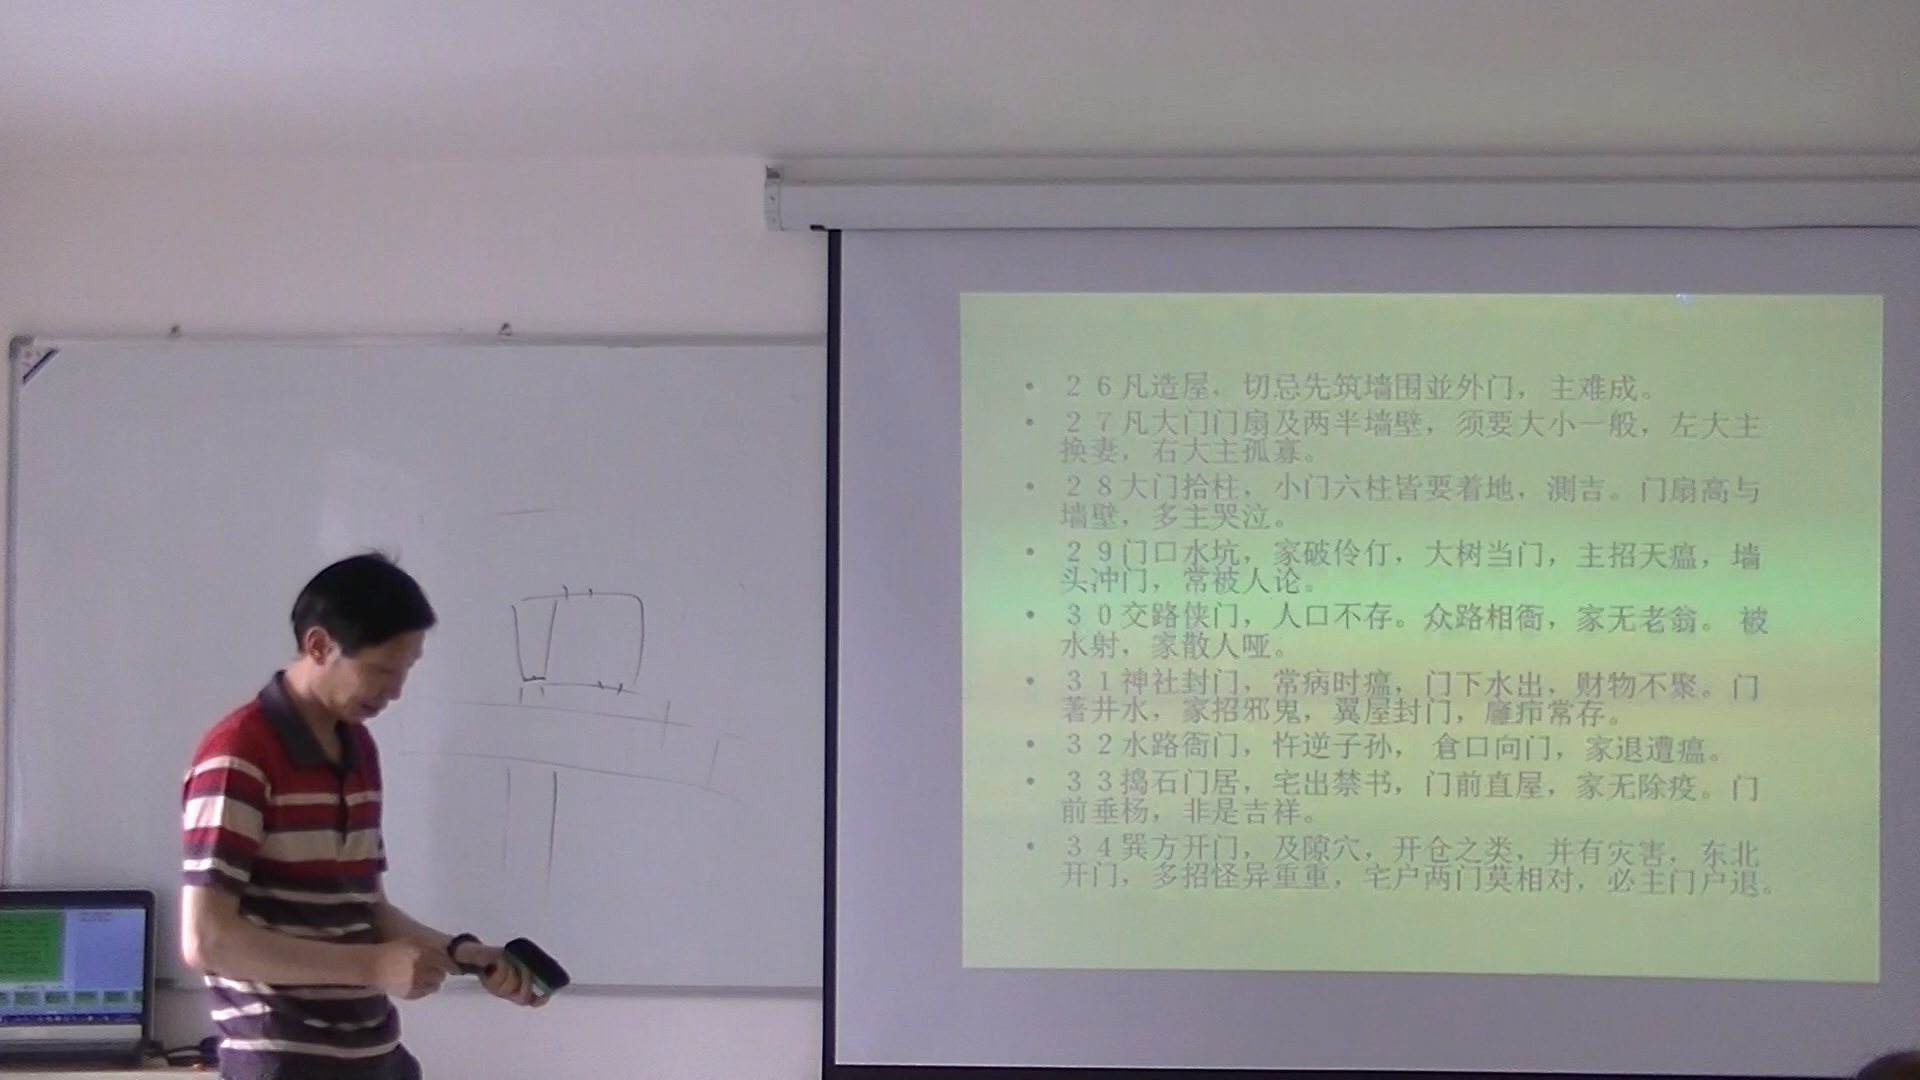 • ２６凡造屋，切忌先筑墙围並外门，主难成。
• ２７凡大门门扇及两半墙壁，须要大小一般，左大主
换妻，右大主孤寡。
• ２８大门拾柱，小门六柱皆要着地，测吉。门扇高与
墙壁，多主哭泣。
• ２９门口水坑，家破伶仃，大树当门，主招天瘟，墙
头冲门，常被人论。
• ３０交路侠门，人口不存。众路相衙，家无老翁。 被
水射，家散人哑。
• ３１神社封门，常病时瘟，门下水出，财物不聚。门
著井水，家招邪鬼，翼屋封门，廱疖常存。
• ３２水路衙门，忤逆子孙， 倉口向门，家退遭瘟。
• ３３捣石门居，宅出禁书，门前直屋，家无除疫。门
前垂杨，非是吉祥。
• ３４巽方开门，及隙穴，开仓之类，并有灾害，东北
开门，多招怪异重重，宅户两门莫相对，必主门户退。